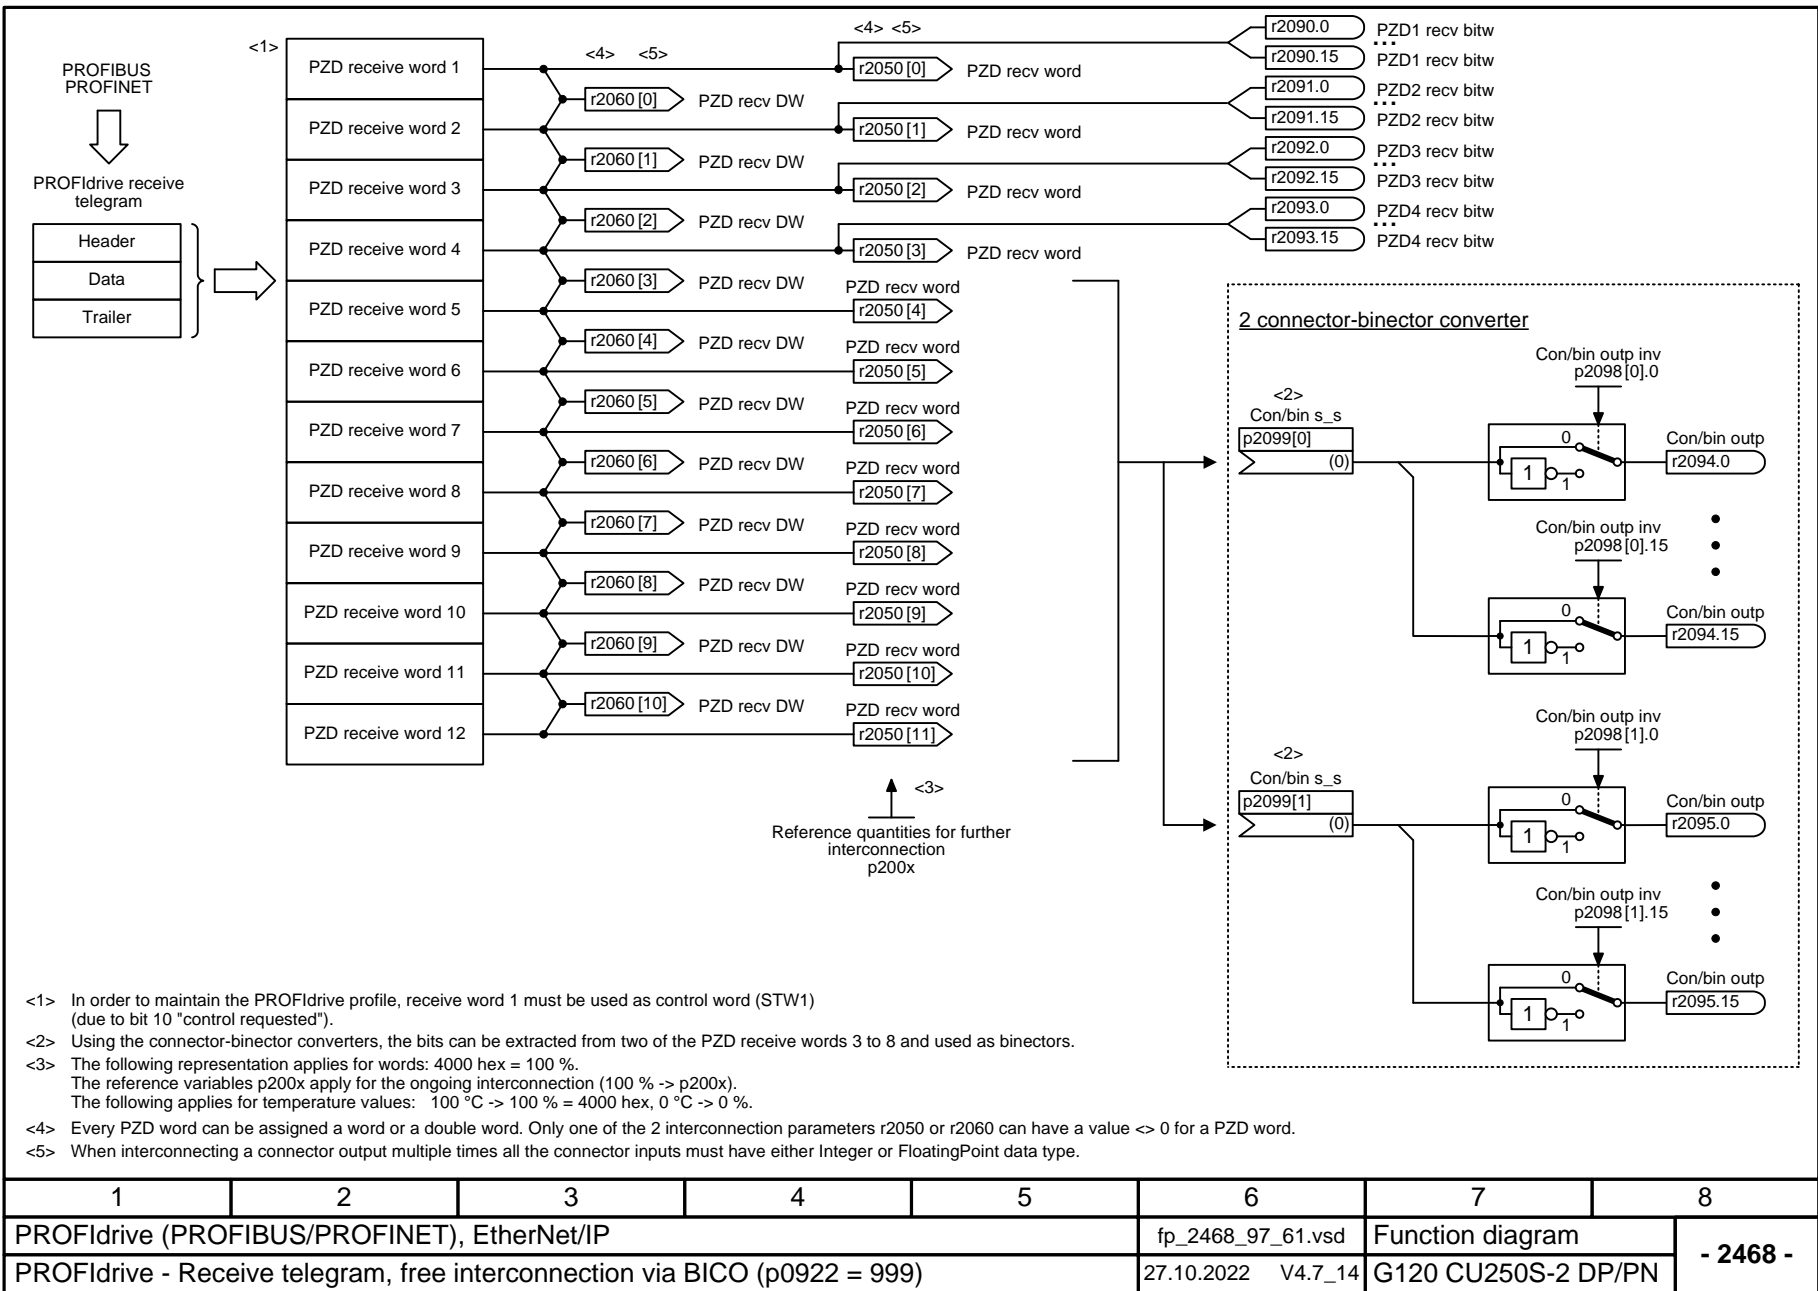 PROFIBUS
PROFINET
PROFIdrive receive
telegram
Header
Data
Trailer
<1>
PZD receive word 1
PZD receive word 2
PZD receive word 3
PZD receive word 4
PZD receive word 5
PZD receive word 6
PZD receive word 7
PZD receive word 8
PZD receive word 9
PZD receive word 10
PZD receive word 11
PZD receive word 12
<4> <5>
r2060 [0] PZD recv DW
r2060 [1] PZD recv DW
r2060 [2] PZD recv DW
r2060 [3] PZD recv DW
r2060 [4] PZD recv DW
r2060 [5] PZD recv DW
r2060 [6] PZD recv DW
r2060 [7] PZD recv DW
r2060 [8] PZD recv DW
r2060 [9] PZD recv DW
r2060 [10] PZD recv DW
<4> <5>
r2050 [0] PZD recv word
r2050 [1] PZD recv word
r2050 [2] PZD recv word
r2050 [3] PZD recv word
PZD recv word
r2050 [4]
PZD recv word
r2050 [5]
PZD recv word
r2050 [6]
PZD recv word
r2050 [7]
PZD recv word
r2050 [8]
PZD recv word
r2050 [9]
PZD recv word
r2050 [10]
PZD recv word
r2050 [11]
<3>
Reference quantities for further
interconnection
p200x
r2090.0 PZD1 recv bitw
...
r2090.15 PZD1 recv bitw
r2091.0 PZD2 recv bitw
...
r2091.15 PZD2 recv bitw
r2092.0 PZD3 recv bitw
...
r2092.15 PZD3 recv bitw
r2093.0 PZD4 recv bitw
...
r2093.15 PZD4 recv bitw
2 connector-binector converter
Con/bin outp inv
p2098 [0].0
<2>
Con/bin s_s
p2099[0]
(0)
0
1
1
Con/bin outp
r2094.0
Con/bin outp inv
p2098 [0].15
0
1
1
Con/bin outp
r2094.15
Con/bin outp inv
p2098 [1].0
<2>
Con/bin s_s
p2099[1]
(0)
0
1
1
Con/bin outp
r2095.0
Con/bin outp inv
p2098 [1].15
0
1
1
Con/bin outp
r2095.15
<1> In order to maintain the PROFIdrive profile, receive word 1 must be used as control word (STW1)
(due to bit 10 "control requested").
<2> Using the connector-binector converters, the bits can be extracted from two of the PZD receive words 3 to 8 and used as binectors.
<3> The following representation applies for words: 4000 hex = 100 %.
The reference variables p200x apply for the ongoing interconnection (100 % -> p200x).
The following applies for temperature values: 100 °C -> 100 % = 4000 hex, 0 °C -> 0 %.
<4> Every PZD word can be assigned a word or a double word. Only one of the 2 interconnection parameters r2050 or r2060 can have a value <> 0 for a PZD word.
<5> When interconnecting a connector output multiple times all the connector inputs must have either Integer or FloatingPoint data type.
1 2 3 4 5 6 7 8
PROFIdrive (PROFIBUS/PROFINET), EtherNet/IP fp_2468_97_61.vsd Function diagram
- 2468 -
PROFIdrive - Receive telegram, free interconnection via BICO (p0922 = 999) 27.10.2022 V4.7_14 G120 CU250S-2 DP/PN